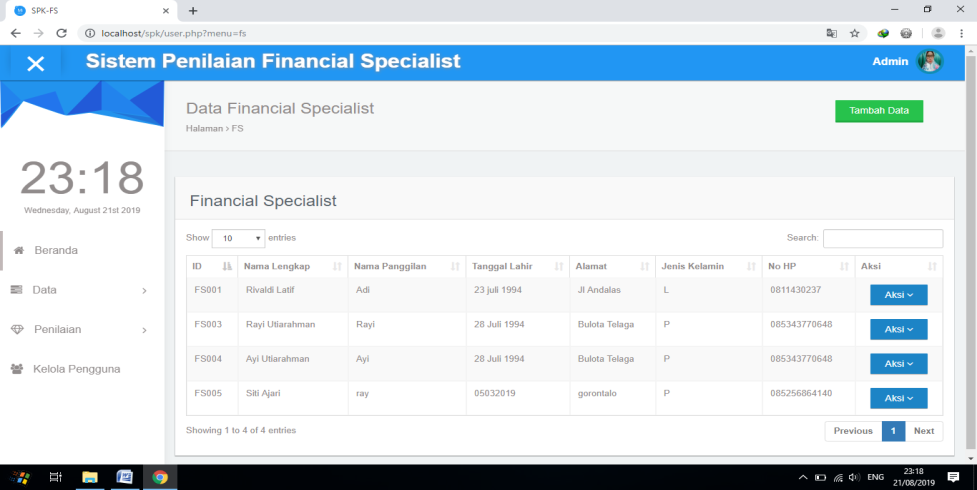 SPK-FS
localhost/spk/user.php?menu=fs
Sistem Penilaian Financial Specialist
Admin
Data Financial Specialist
Halaman > FS
Tambah Data
23:18
Wednesday, August 21st 2019
Beranda
Data
Penilaian
Kelola Pengguna
Financial Specialist
Show 10 entries
Search:
ID Nama Lengkap Nama Panggilan Tanggal Lahir Alamat Jenis Kelamin No HP Aksi
FS001 Rivaldi Latif Adi 23 juli 1994 Jl Andalas L 0811430237 Aksi
FS003 Rayi Utiarahman Rayi 28 Juli 1994 Bulota Telaga P 085343770648 Aksi
FS004 Ayi Utiarahman Ayi 28 Juli 1994 Bulota Telaga P 085343770648 Aksi
FS005 Siti Ajari ray 05032019 gorontalo P 085256864140 Aksi
Showing 1 to 4 of 4 entries
Previous 1 Next
ENG
23:18
21/08/2019